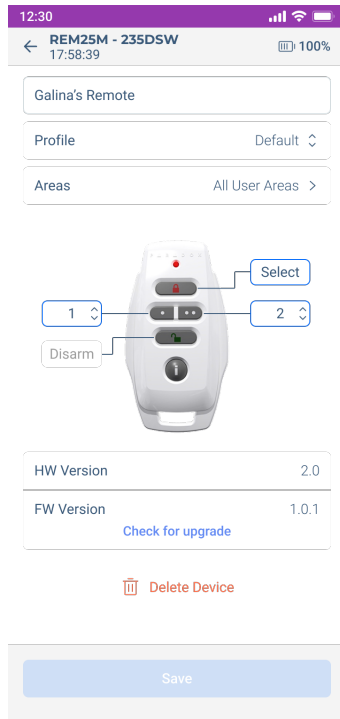 12:30
REM25M - 235DSW
17:58:39
100%
Galina's Remote
Profile
Default
Areas
All User Areas
Select
1
2
Disarm
HW Version
2.0
FW Version
1.0.1
Check for upgrade
Delete Device
Save